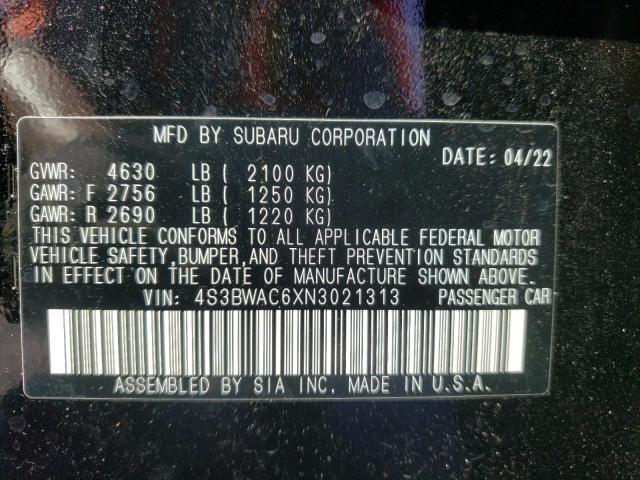 MFD BY SUBARU CORPORATION
DATE: 04/22
GVWR: 4630 LB ( 2100 KG)
GAWR: F 2756 LB ( 1250 KG)
GAWR: R 2690 LB ( 1220 KG)
THIS VEHICLE CONFORMS TO ALL APPLICABLE FEDERAL MOTOR
VEHICLE SAFETY, BUMPER, AND THEFT PREVENTION STANDARDS
IN EFFECT ON THE DATE OF MANUFACTURE SHOWN ABOVE.
VIN: 4S3BWAC6XN3021313 PASSENGER CAR
ASSEMBLED BY SIA INC. MADE IN U.S.A.